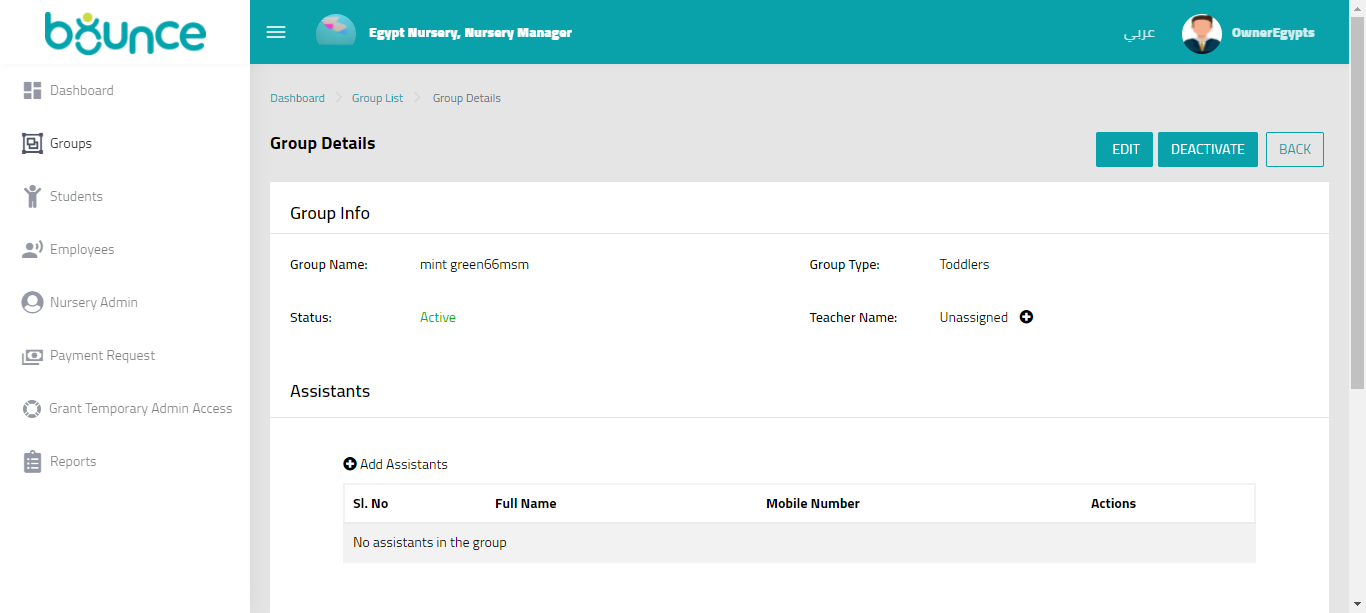 bounce
Egypt Nursery, Nursery Manager
عربي
OwnerEgypts
Dashboard
Groups
Students
Employees
Nursery Admin
Payment Request
Grant Temporary Admin Access
Reports
Dashboard > Group List > Group Details
Group Details
EDIT DEACTIVATE BACK
Group Info
Group Name: mint green66msm Group Type: Toddlers
Status: Active Teacher Name: Unassigned
Assistants
Add Assistants
Sl. No Full Name Mobile Number Actions
No assistants in the group